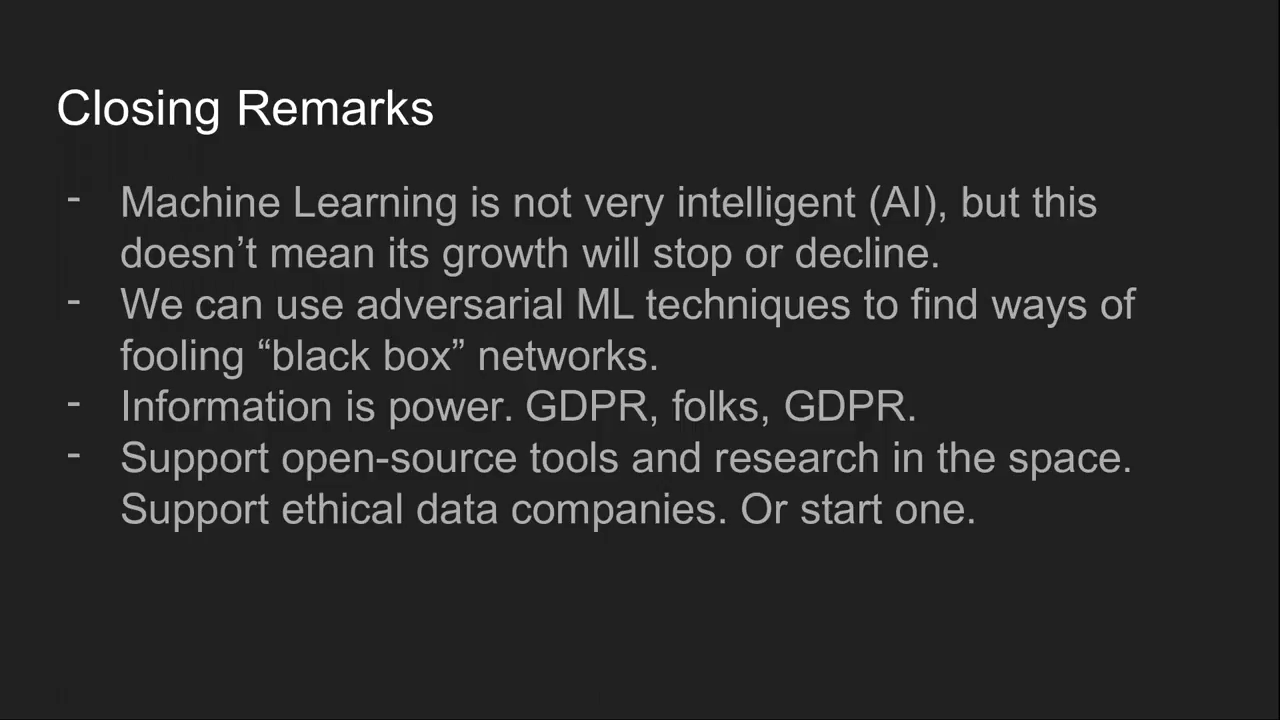 Closing Remarks
- Machine Learning is not very intelligent (AI), but this
doesn’t mean its growth will stop or decline.
- We can use adversarial ML techniques to find ways of
fooling “black box” networks.
- Information is power. GDPR, folks, GDPR.
- Support open-source tools and research in the space.
Support ethical data companies. Or start one.